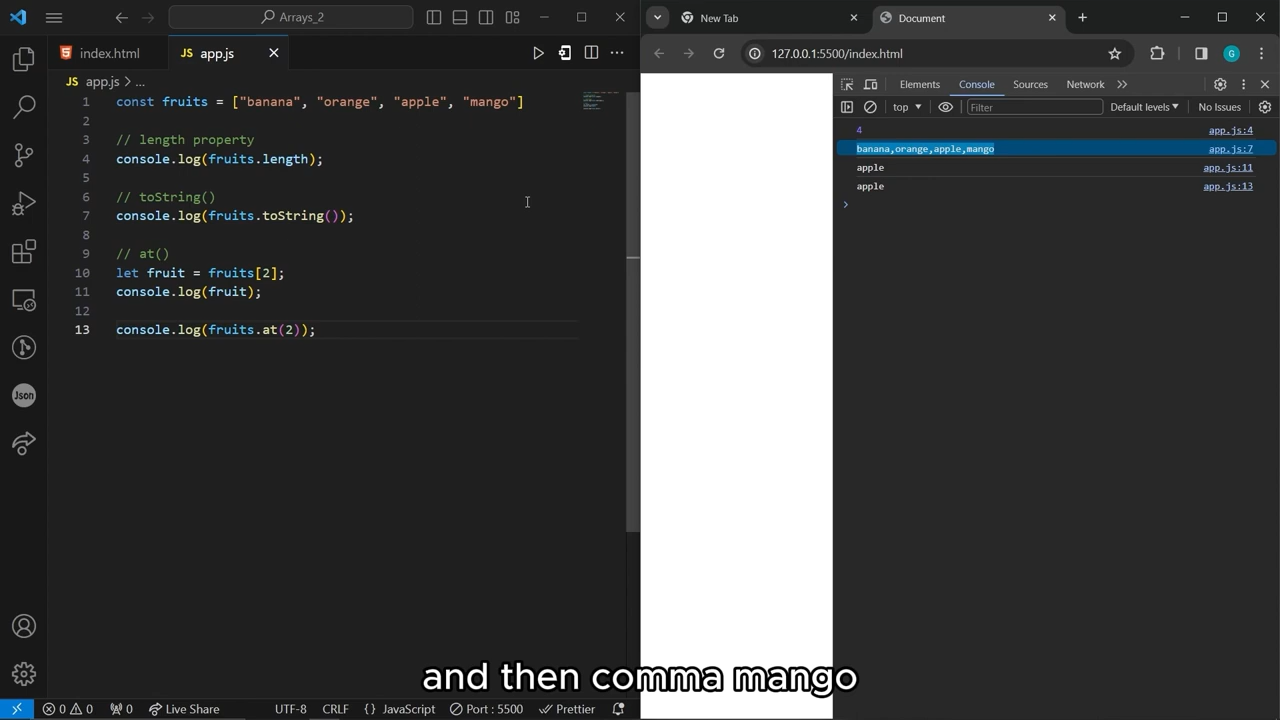 Arrays_2
index.html
JS app.js
JS app.js > ...
1 const fruits = ["banana", "orange", "apple", "mango"]
2
3 // length property
4 console.log(fruits.length);
5
6 // toString()
7 console.log(fruits.toString());
8
9 // at()
10 let fruit = fruits[2];
11 console.log(fruit);
12
13 console.log(fruits.at(2));
Json
0 0 0 Live Share UTF-8 CRLF {} JavaScript Port : 5500 Prettier
New Tab
Document
127.0.0.1:5500/index.html
G
Elements Console Sources Network
top Filter Default levels No Issues
4 app.js:4
banana,orange,apple,mango app.js:7
apple app.js:11
apple app.js:13
and then comma mango